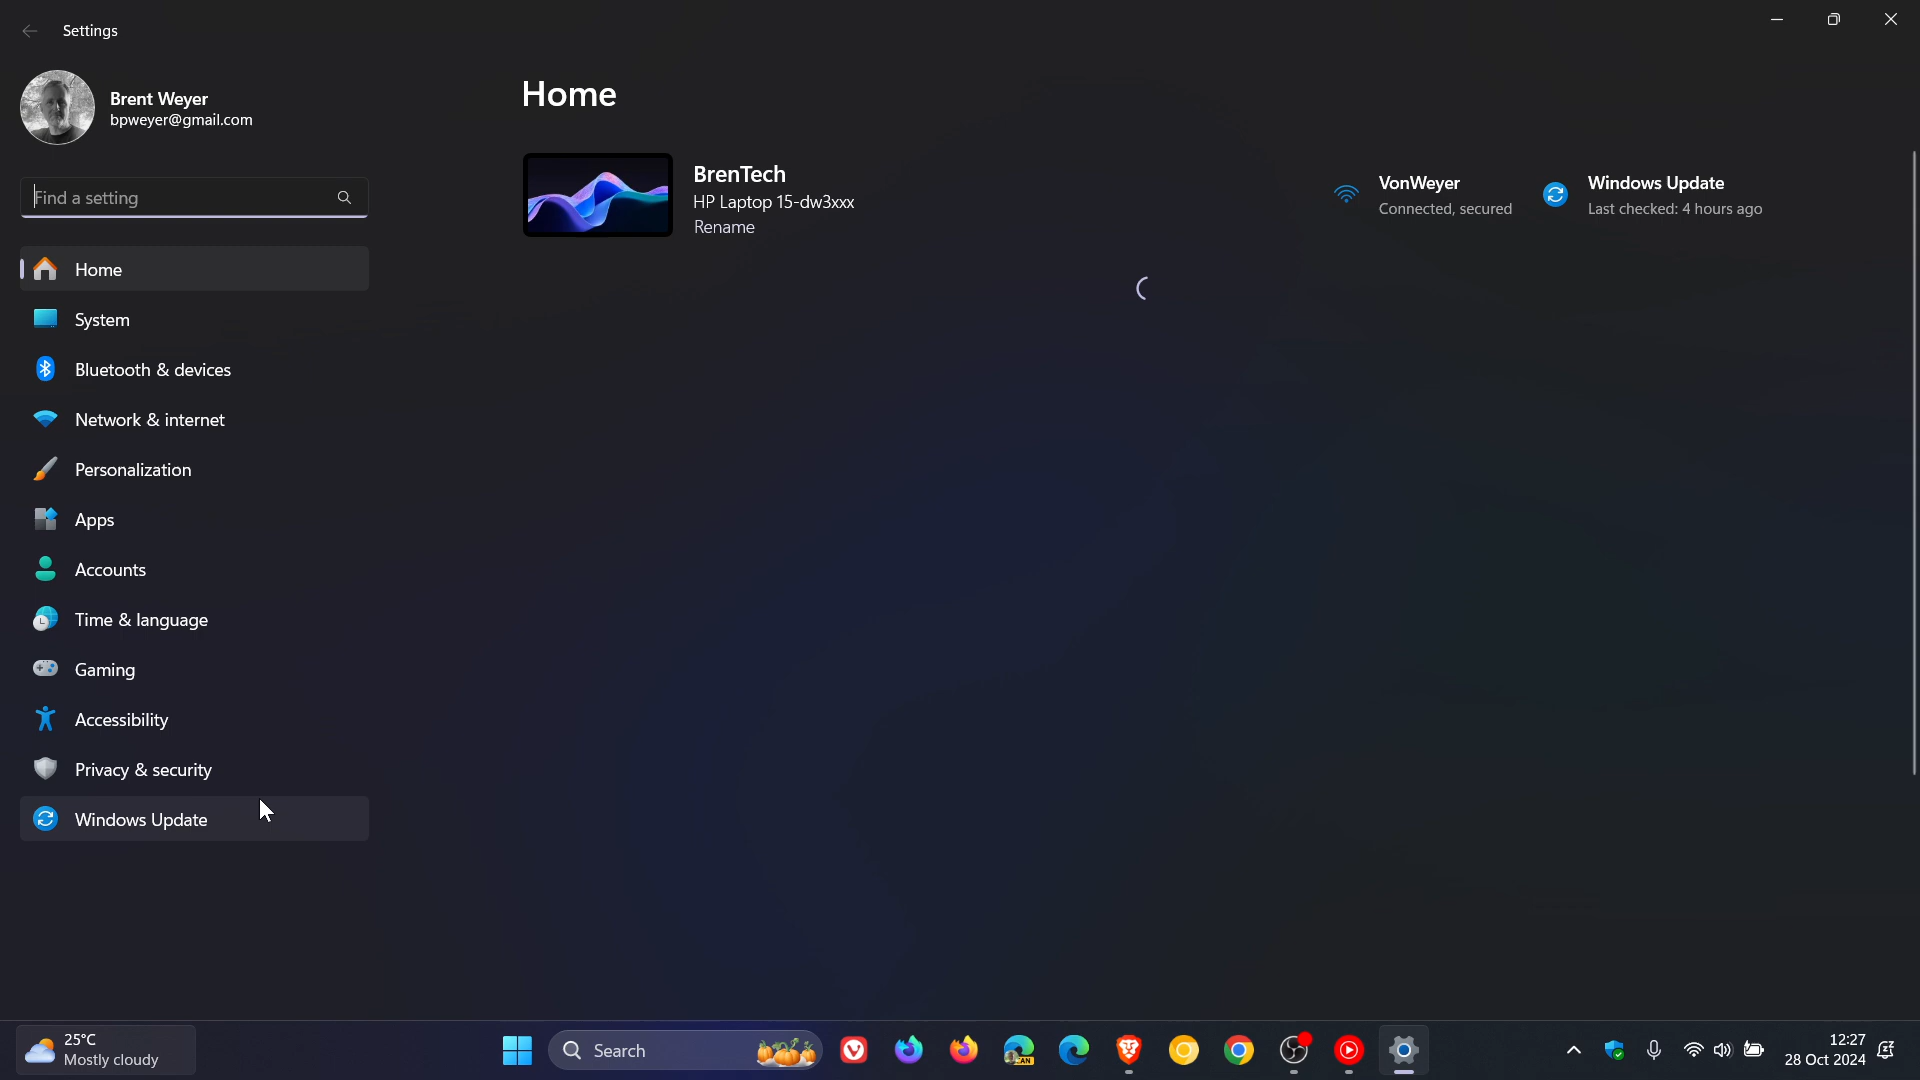 Settings
Brent Weyer
bpweyer@gmail.com
Find a setting
Home
System
Bluetooth & devices
Network & internet
Personalization
Apps
Accounts
Time & language
Gaming
Accessibility
Privacy & security
Windows Update
Home
BrenTech
HP Laptop 15-dw3xxx
Rename
VonWeyer
Connected, secured
Windows Update
Last checked: 4 hours ago
25°C
Mostly cloudy
Search
CAN
12:27
28 Oct 2024